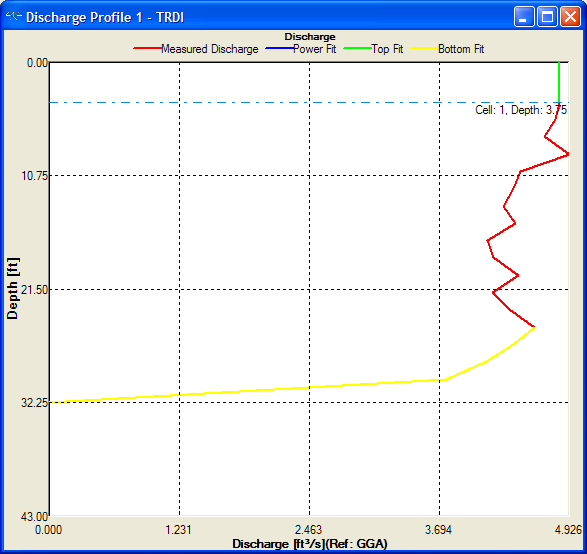 Discharge Profile 1 - TRDI
Discharge
Measured Discharge Power Fit Top Fit Bottom Fit
0.00
Cell: 1, Depth: 3.75
10.75
21.50
32.25
43.00
Depth [ft]
0.000 1.231 2.463 3.694 4.926
Discharge [ft³/s](Ref: GGA)